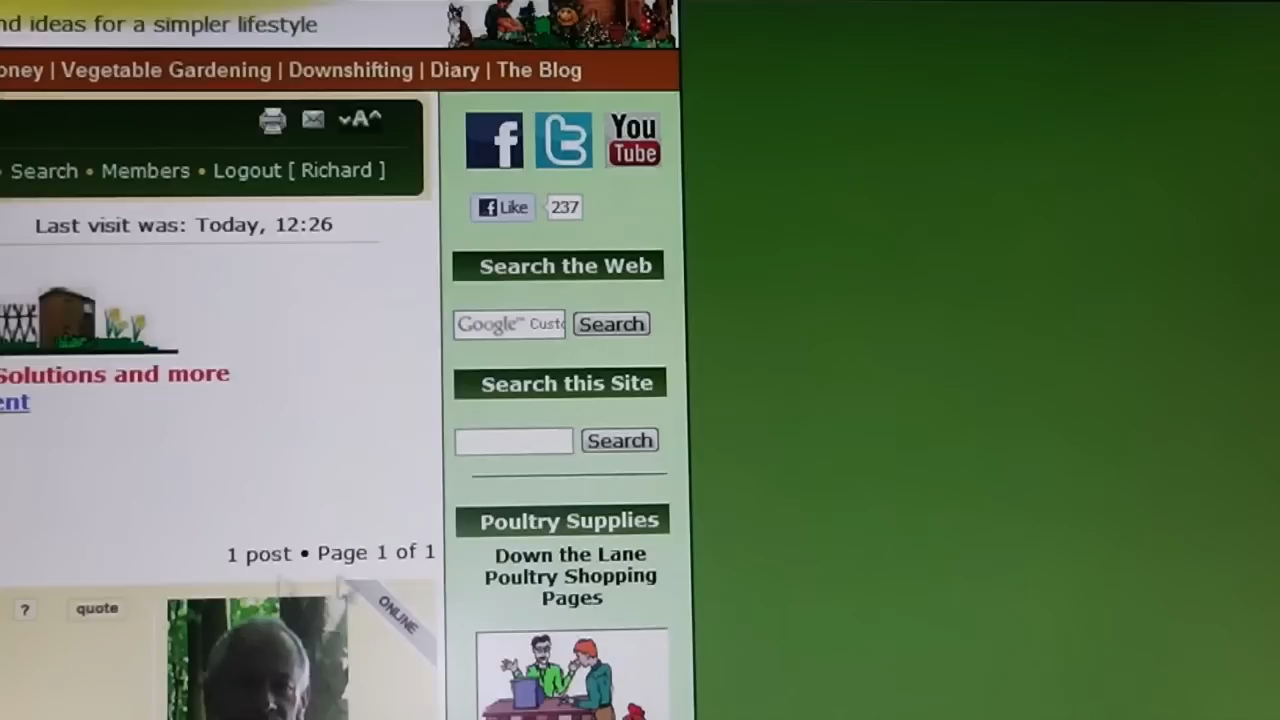 nd ideas for a simpler lifestyle
oney | Vegetable Gardening | Downshifting | Diary | The Blog
A
• Search • Members • Logout [ Richard ]
f t You Tube
f Like 237
Last visit was: Today, 12:26
Search the Web
Google™ Custo Search
Solutions and more
ent
Search this Site
Search
Poultry Supplies
1 post • Page 1 of 1
Down the Lane
Poultry Shopping
Pages
? quote ONLINE